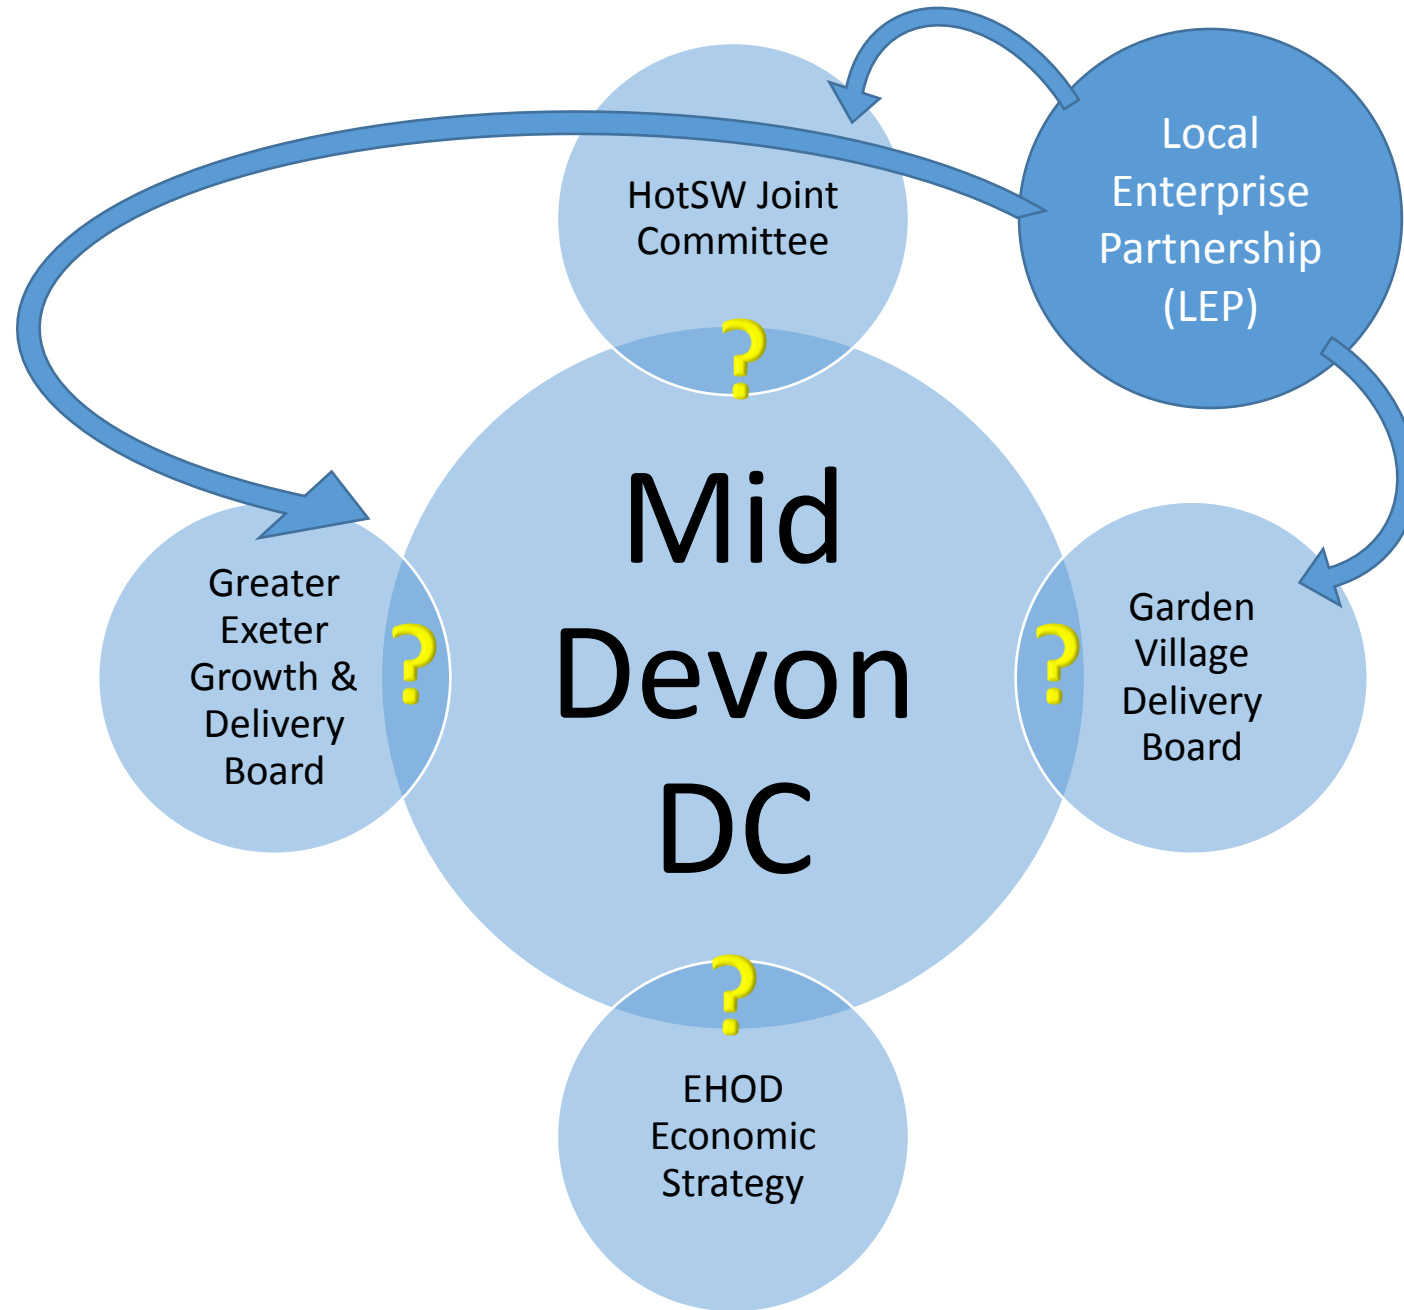 Local
Enterprise
Partnership
(LEP)
HotSW Joint
Committee
?
Mid
Devon
DC
Greater
Exeter
Growth &
Delivery
Board
?
?
Garden
Village
Delivery
Board
?
EHOD
Economic
Strategy